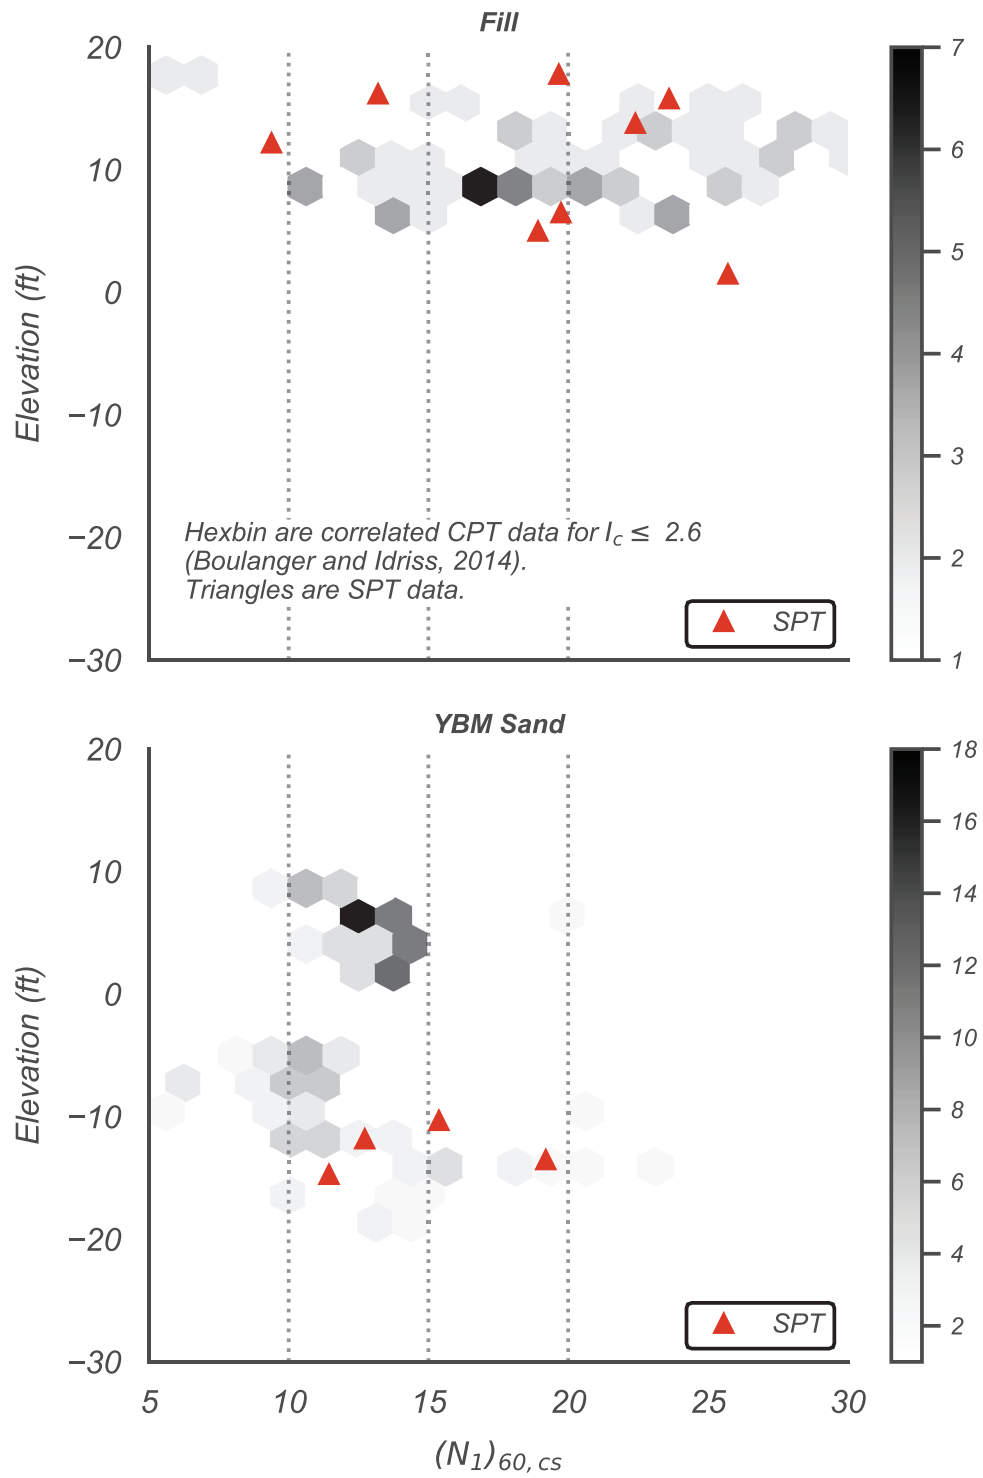 Fill
20
10
0
−10
−20
−30
Elevation (ft)
Hexbin are correlated CPT data for I_c ≤ 2.6
(Boulanger and Idriss, 2014).
Triangles are SPT data.
SPT
7
6
5
4
3
2
1
YBM Sand
20
10
0
−10
−20
−30
Elevation (ft)
SPT
5 10 15 20 25 30
(N_1)_60, cs
18
16
14
12
10
8
6
4
2